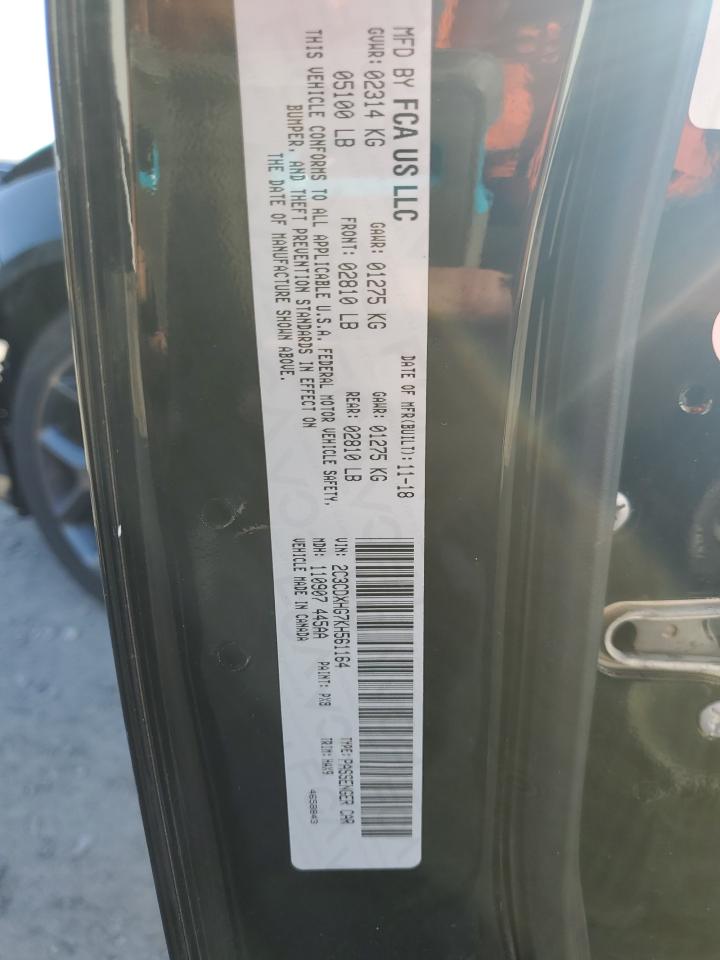 MFD BY FCA US LLC
DATE OF MFR(BUILT): 11-18
GVWR: 02314 KG
GAWR: 01275 KG
GAWR: 01275 KG
05100 LB
FRONT: 02810 LB
REAR: 02810 LB
THIS VEHICLE CONFORMS TO ALL APPLICABLE U.S.A. FEDERAL MOTOR VEHICLE SAFETY,
BUMPER, AND THEFT PREVENTION STANDARDS IN EFFECT ON
THE DATE OF MANUFACTURE SHOWN ABOVE.
VIN: 2C3CDXHG7KH561164
TYPE: PASSENGER CAR
MDH: 110907 445AA
PAINT: PX8
TRIM: HAX9
VEHICLE MADE IN CANADA
4658843